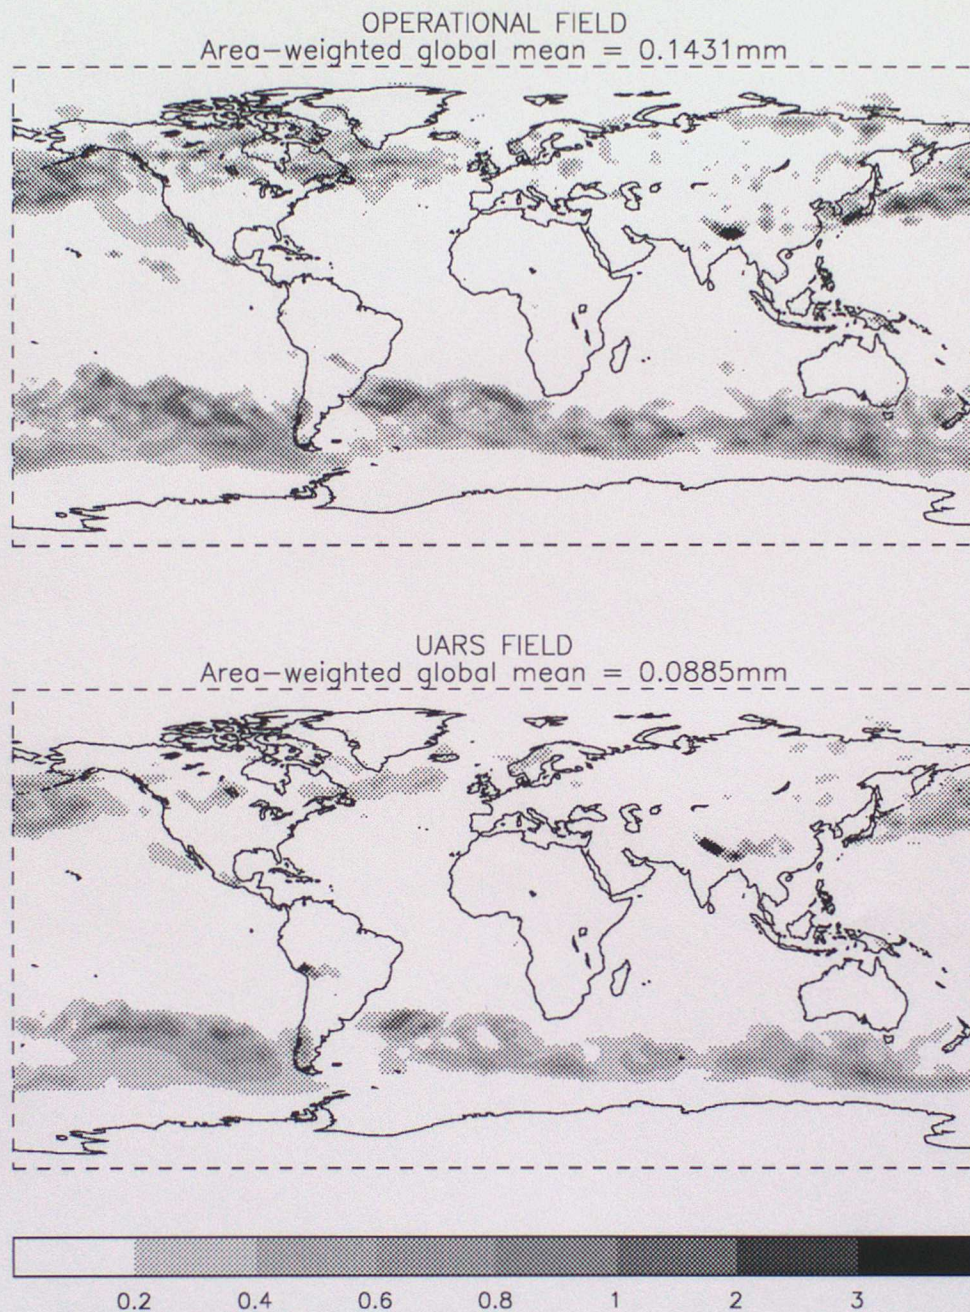 OPERATIONAL FIELD
Area-weighted global mean = 0.1431mm
UARS FIELD
Area-weighted global mean = 0.0885mm
0.2 0.4 0.6 0.8 1 2 3